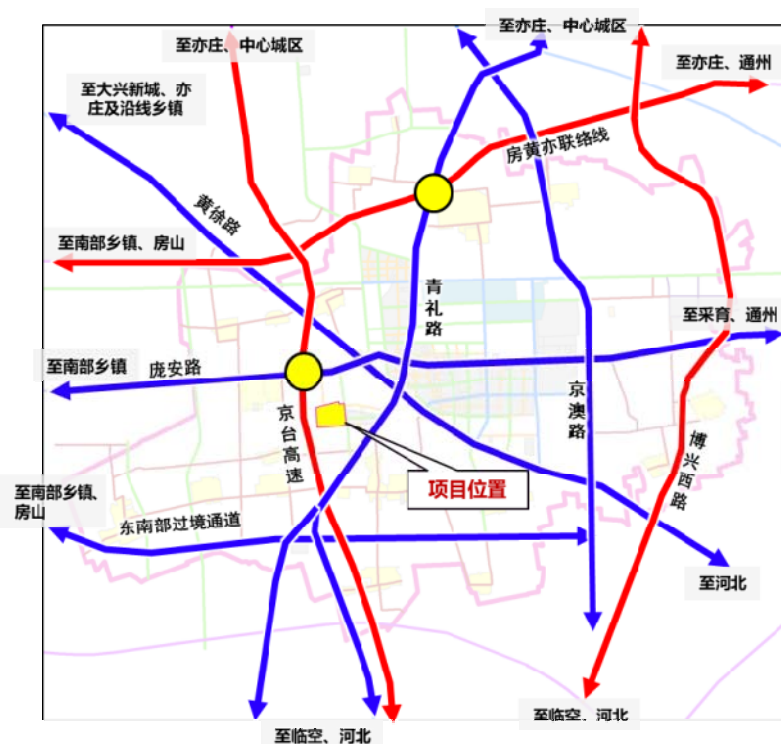 至亦庄、中心城区
至亦庄、中心城区
至亦庄、通州
至大兴新城、亦
庄及沿线乡镇
房黄亦联络线
黄徐路
至南部乡镇、房山
青礼路
至采育、通州
至南部乡镇
庞安路
京台高速
京澳路
博兴西路
项目位置
至南部乡镇、
房山
东南部过境通道
至河北
至临空、河北
至临空、河北